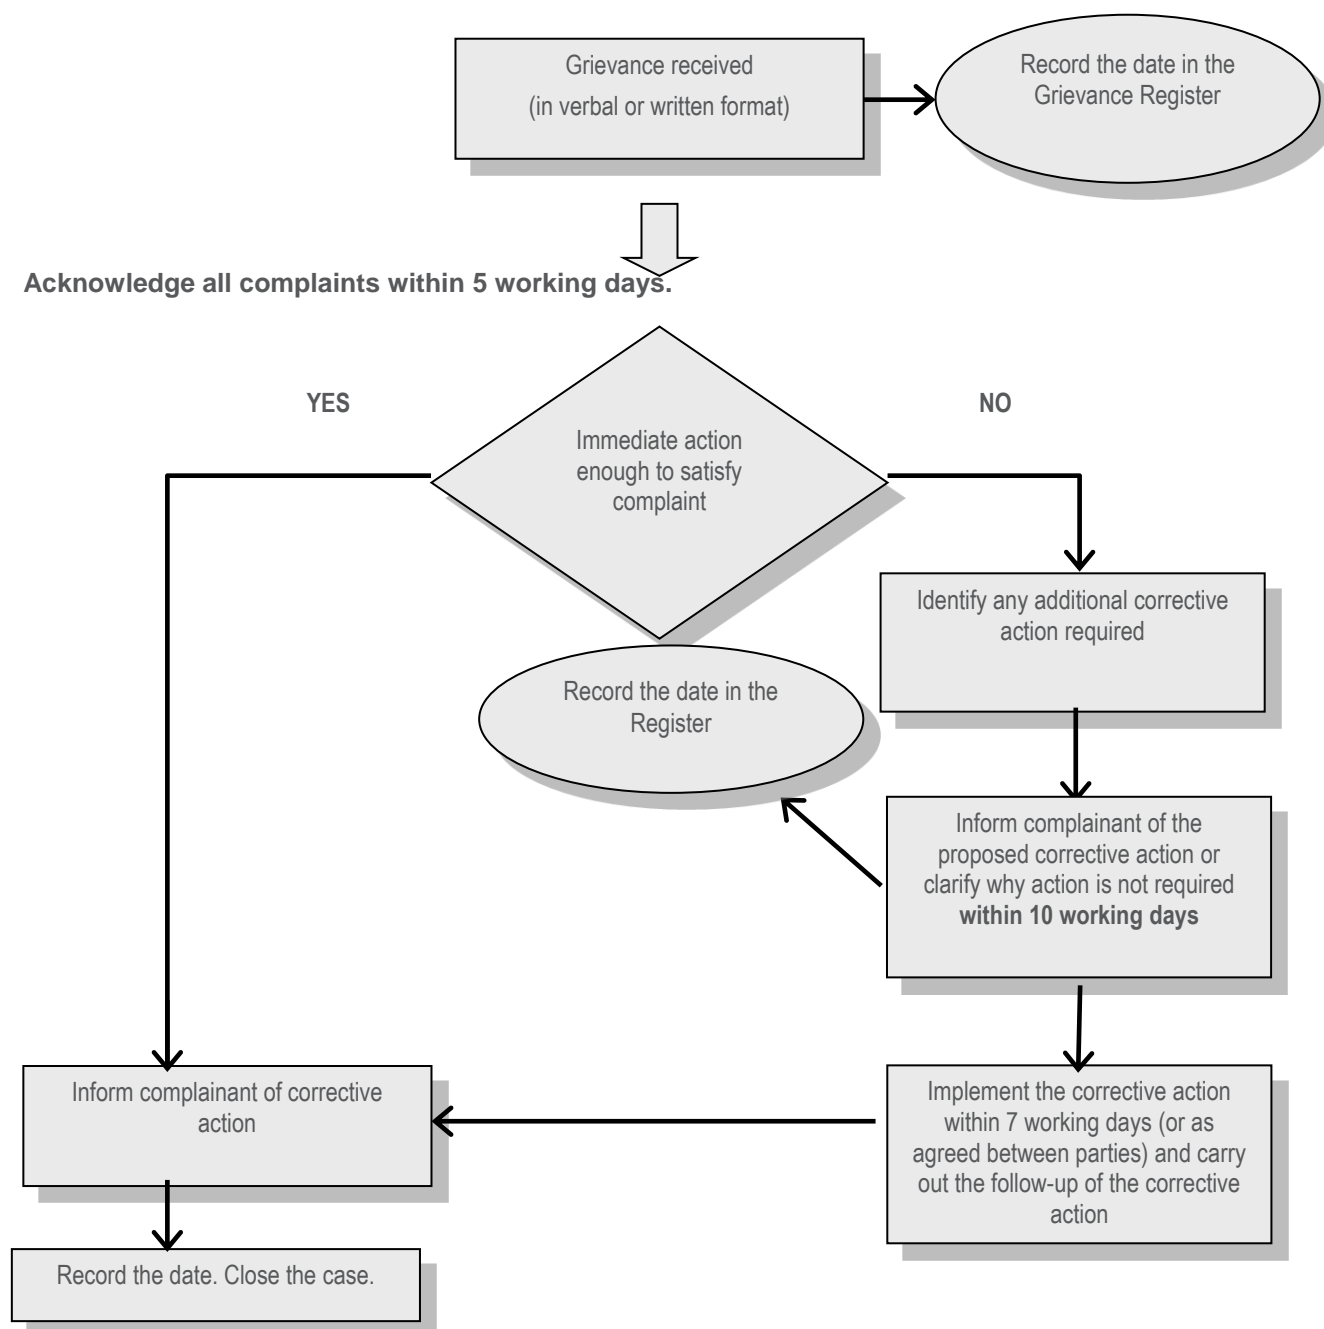 Grievance received
(in verbal or written format)
Record the date in the
Grievance Register
Acknowledge all complaints within 5 working days.
YES
NO
Immediate action
enough to satisfy
complaint
Identify any additional corrective
action required
Record the date in the
Register
Inform complainant of the
proposed corrective action or
clarify why action is not required
within 10 working days
Inform complainant of corrective
action
Implement the corrective action
within 7 working days (or as
agreed between parties) and carry
out the follow-up of the corrective
action
Record the date. Close the case.